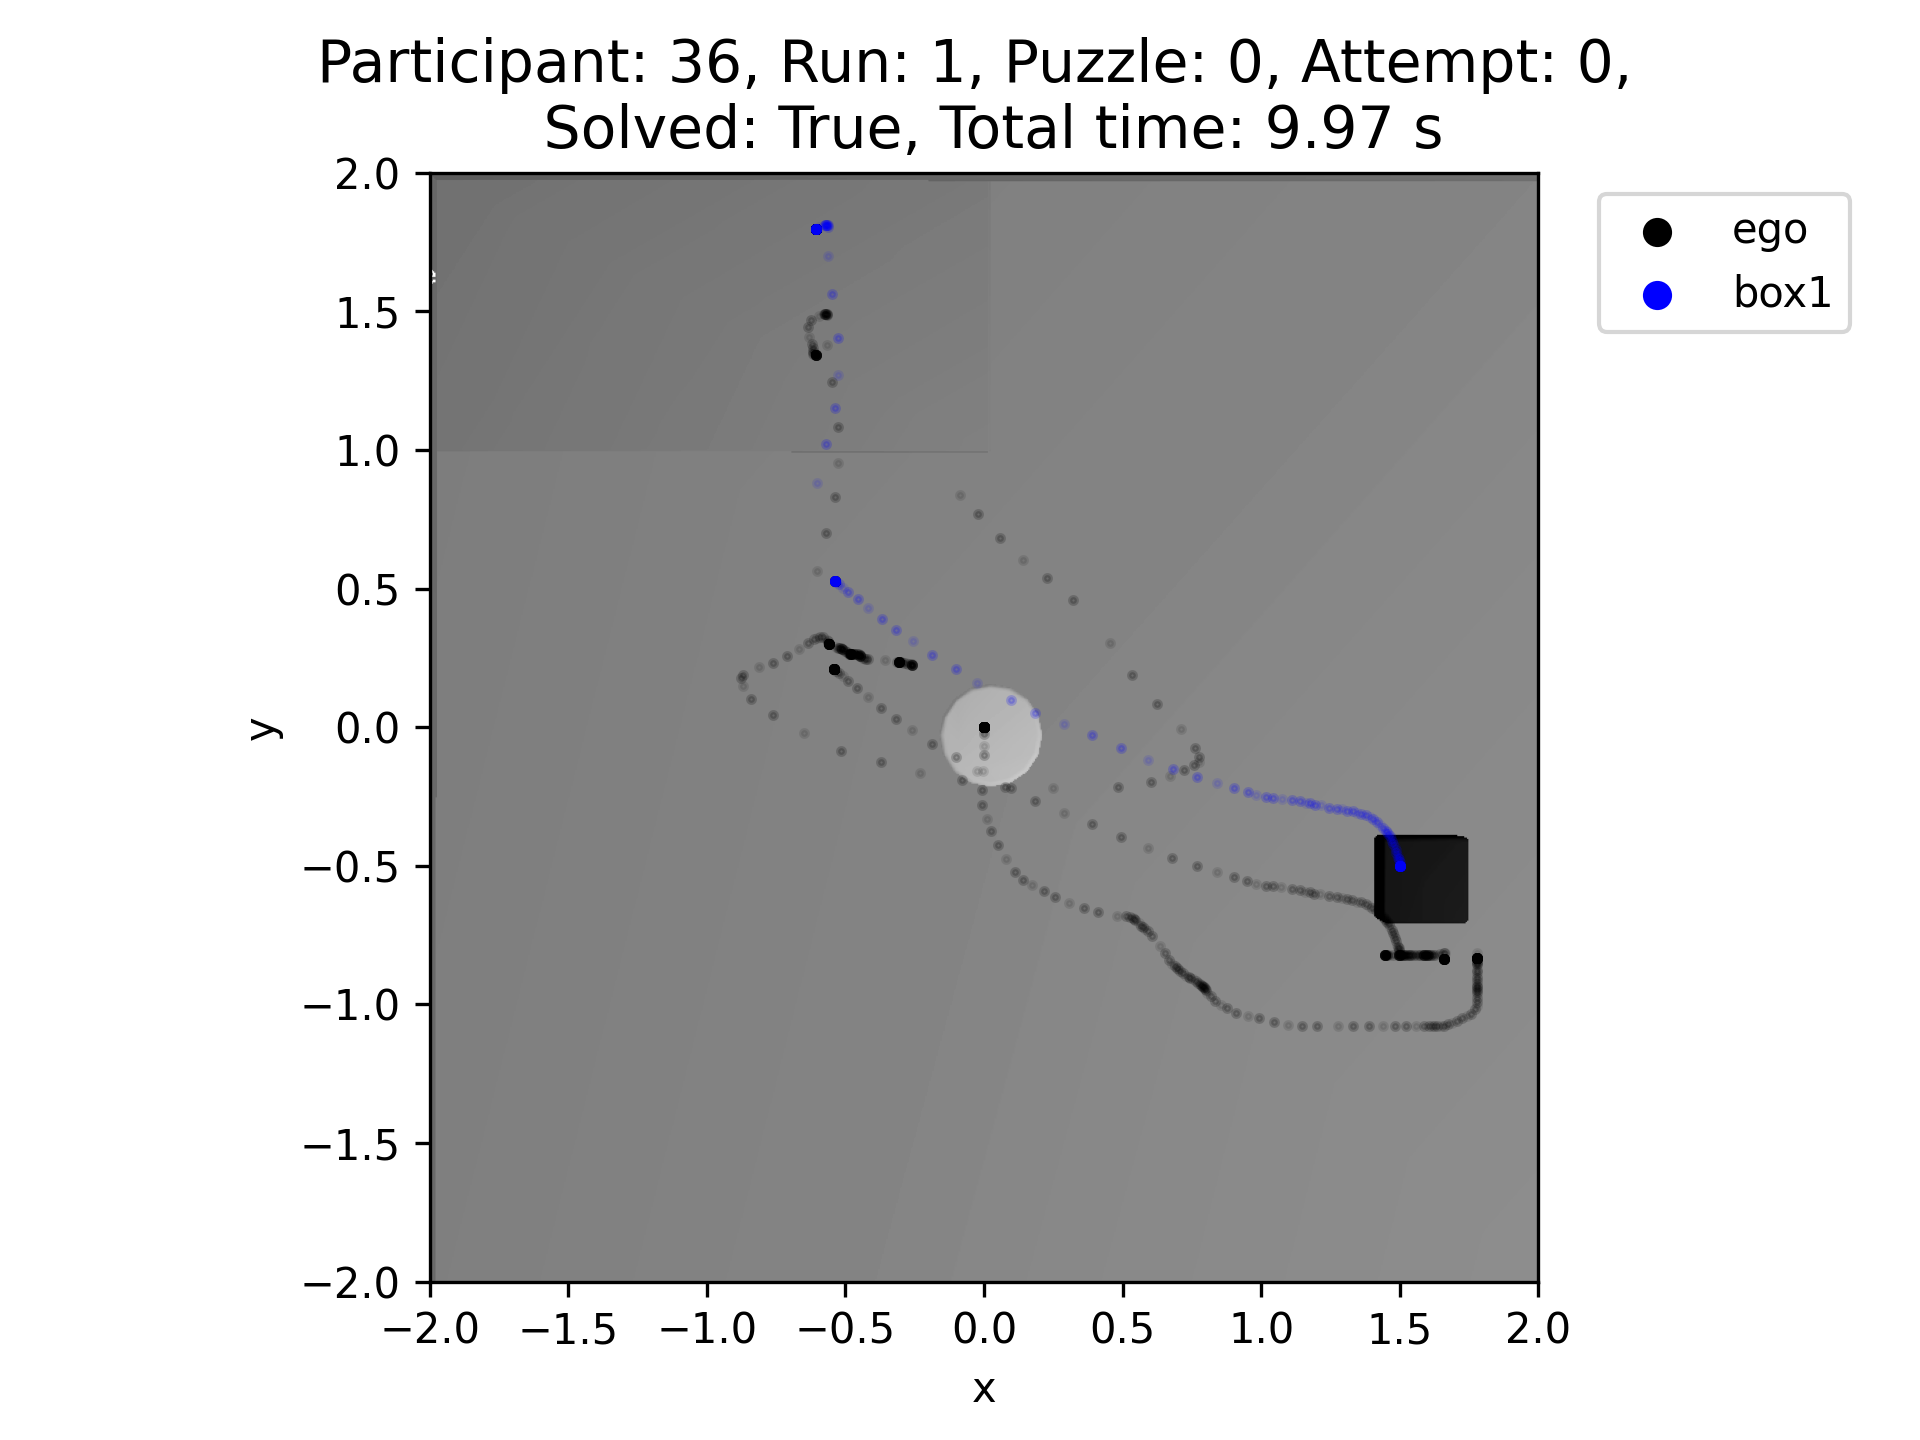 Participant: 36, Run: 1, Puzzle: 0, Attempt: 0,
Solved: True, Total time: 9.97 s
ego
box1
2.0
1.5
1.0
0.5
0.0
−0.5
−1.0
−1.5
−2.0
y
−2.0 −1.5 −1.0 −0.5 0.0 0.5 1.0 1.5 2.0
x